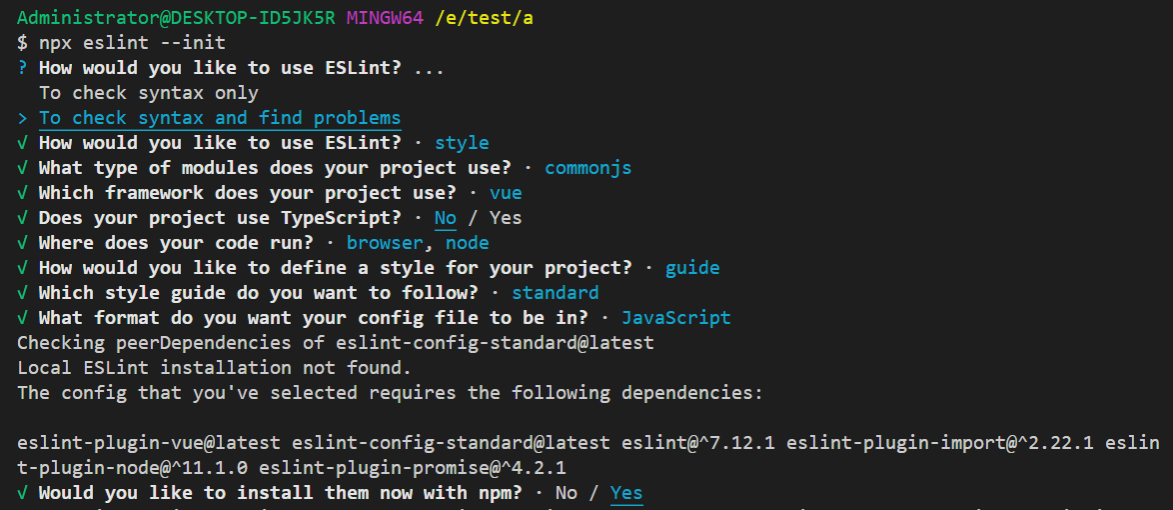 Administrator@DESKTOP-ID5JK5R MINGW64 /e/test/a
$ npx eslint --init
? How would you like to use ESLint? ...
To check syntax only
> To check syntax and find problems
√ How would you like to use ESLint? · style
√ What type of modules does your project use? · commonjs
√ Which framework does your project use? · vue
√ Does your project use TypeScript? · No / Yes
√ Where does your code run? · browser, node
√ How would you like to define a style for your project? · guide
√ Which style guide do you want to follow? · standard
√ What format do you want your config file to be in? · JavaScript
Checking peerDependencies of eslint-config-standard@latest
Local ESLint installation not found.
The config that you've selected requires the following dependencies:
eslint-plugin-vue@latest eslint-config-standard@latest eslint@^7.12.1 eslint-plugin-import@^2.22.1 eslin
t-plugin-node@^11.1.0 eslint-plugin-promise@^4.2.1
√ Would you like to install them now with npm? · No / Yes